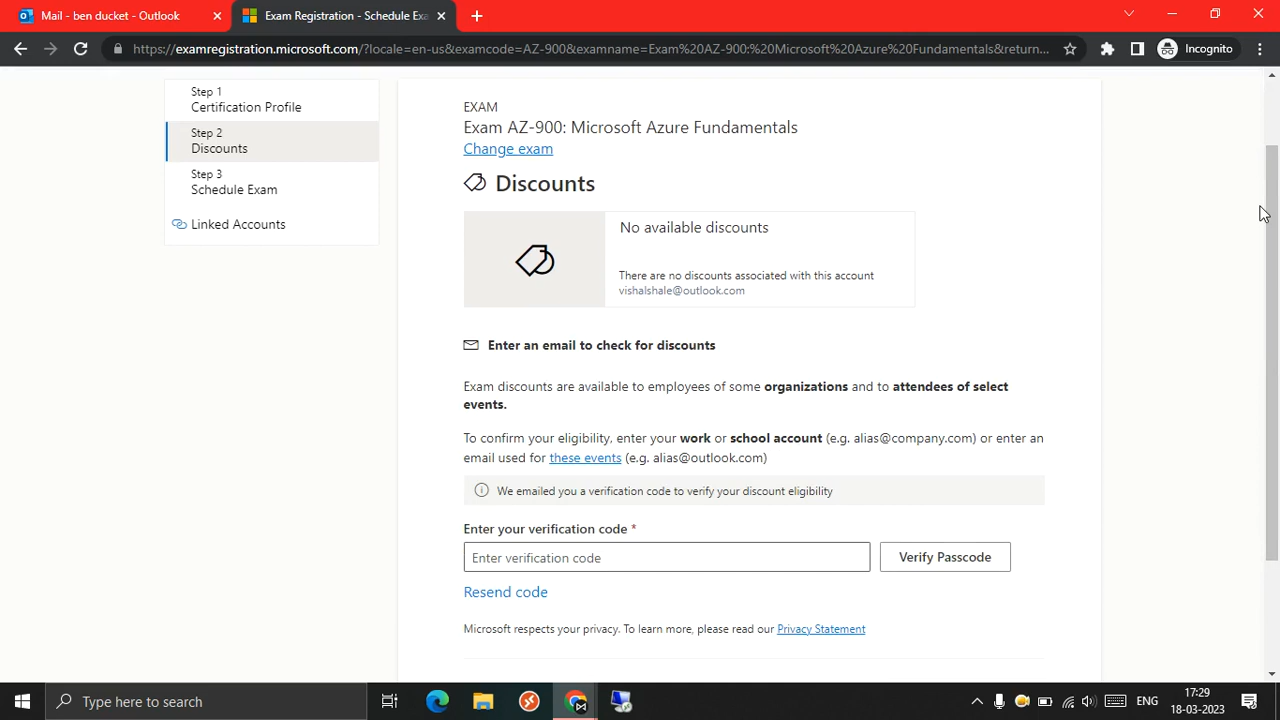 Mail - ben ducket - Outlook
Exam Registration - Schedule Exa
https://examregistration.microsoft.com/?locale=en-us&examcode=AZ-900&examname=Exam%20AZ-900:%20Microsoft%20Azure%20Fundamentals&return...
Incognito
Step 1
Certification Profile
Step 2
Discounts
Step 3
Schedule Exam
Linked Accounts
EXAM
Exam AZ-900: Microsoft Azure Fundamentals
Change exam
Discounts
No available discounts
There are no discounts associated with this account
vishalshale@outlook.com
Enter an email to check for discounts
Exam discounts are available to employees of some organizations and to attendees of select
events.
To confirm your eligibility, enter your work or school account (e.g. alias@company.com) or enter an
email used for these events (e.g. alias@outlook.com)
We emailed you a verification code to verify your discount eligibility
Enter your verification code *
Enter verification code
Verify Passcode
Resend code
Microsoft respects your privacy. To learn more, please read our Privacy Statement
Type here to search
ENG
17:29
18-03-2023